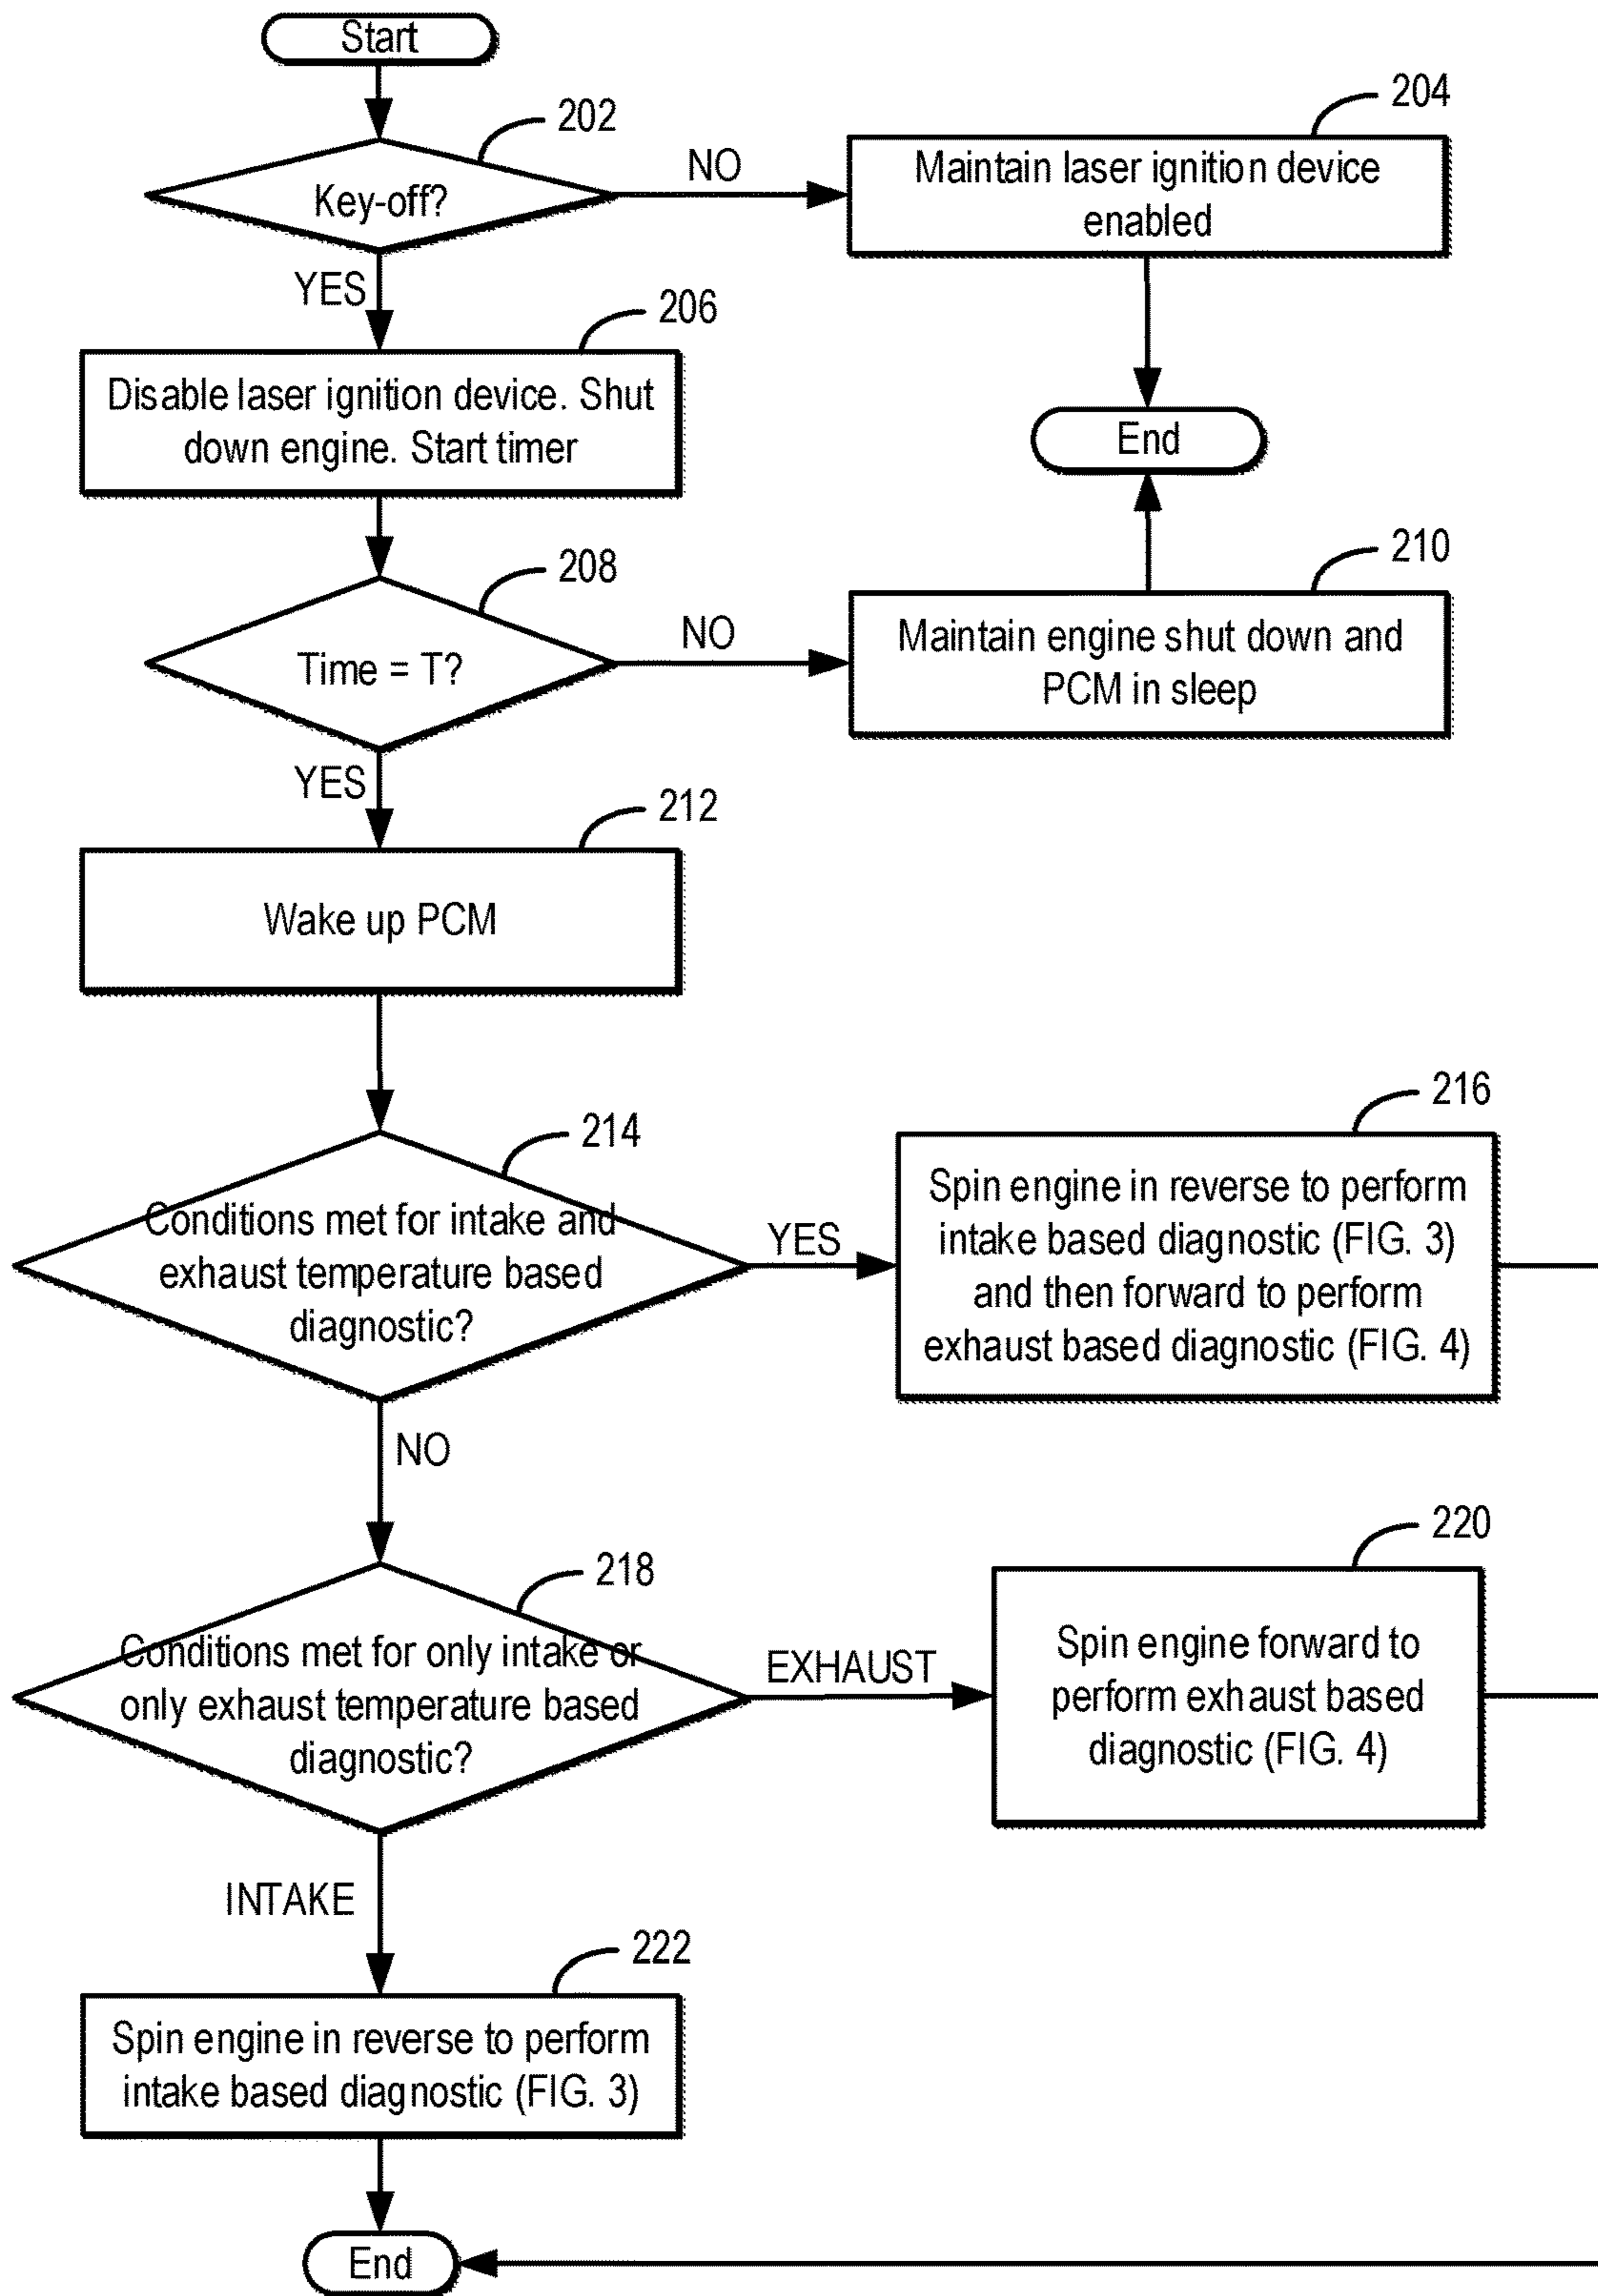 Start
202
Key-off?
NO
204
Maintain laser ignition device
enabled
YES
206
Disable laser ignition device. Shut
down engine. Start timer
End
208
Time = T?
NO
210
Maintain engine shut down and
PCM in sleep
YES
212
Wake up PCM
214
Conditions met for intake and
exhaust temperature based
diagnostic?
YES
216
Spin engine in reverse to perform
intake based diagnostic (FIG. 3)
and then forward to perform
exhaust based diagnostic (FIG. 4)
NO
218
Conditions met for only intake or
only exhaust temperature based
diagnostic?
EXHAUST
220
Spin engine forward to
perform exhaust based
diagnostic (FIG. 4)
INTAKE
222
Spin engine in reverse to perform
intake based diagnostic (FIG. 3)
End